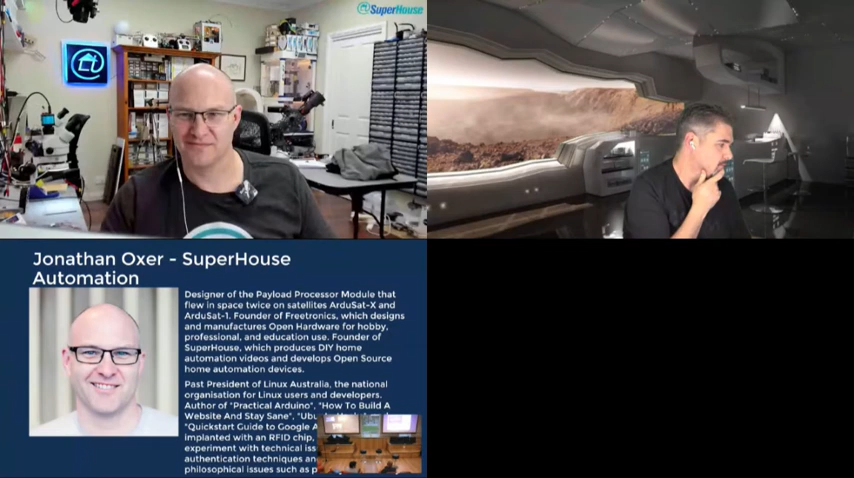 SuperHouse
Jonathan Oxer - SuperHouse
Automation
Designer of the Payload Processor Module that
flew in space twice on satellites ArduSat-X and
ArduSat-1. Founder of Freetronics, which designs
and manufactures Open Hardware for hobby,
professional, and education use. Founder of
SuperHouse, which produces DIY home
automation videos and develops Open Source
home automation devices.
Past President of Linux Australia, the national
organisation for Linux users and developers.
Author of "Practical Arduino", "How To Build A
Website And Stay Sane",
"Quickstart Guide to Google
implanted with an RFID chip,
experiment with technical
authentication techniques
philosophical issues such as